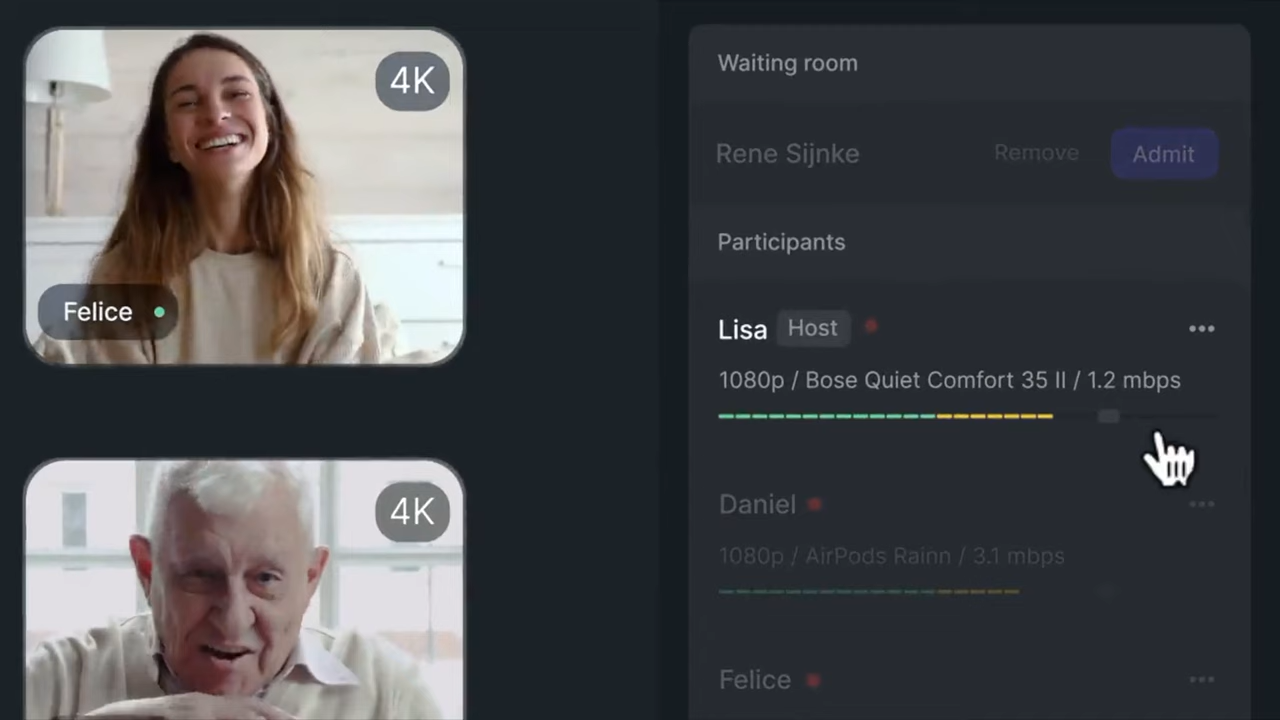 4K
Felice
4K
Waiting room
Rene Sijnke Remove Admit
Participants
Lisa Host
1080p / Bose Quiet Comfort 35 II / 1.2 mbps
Daniel
1080p / AirPods Rainn / 3.1 mbps
Felice